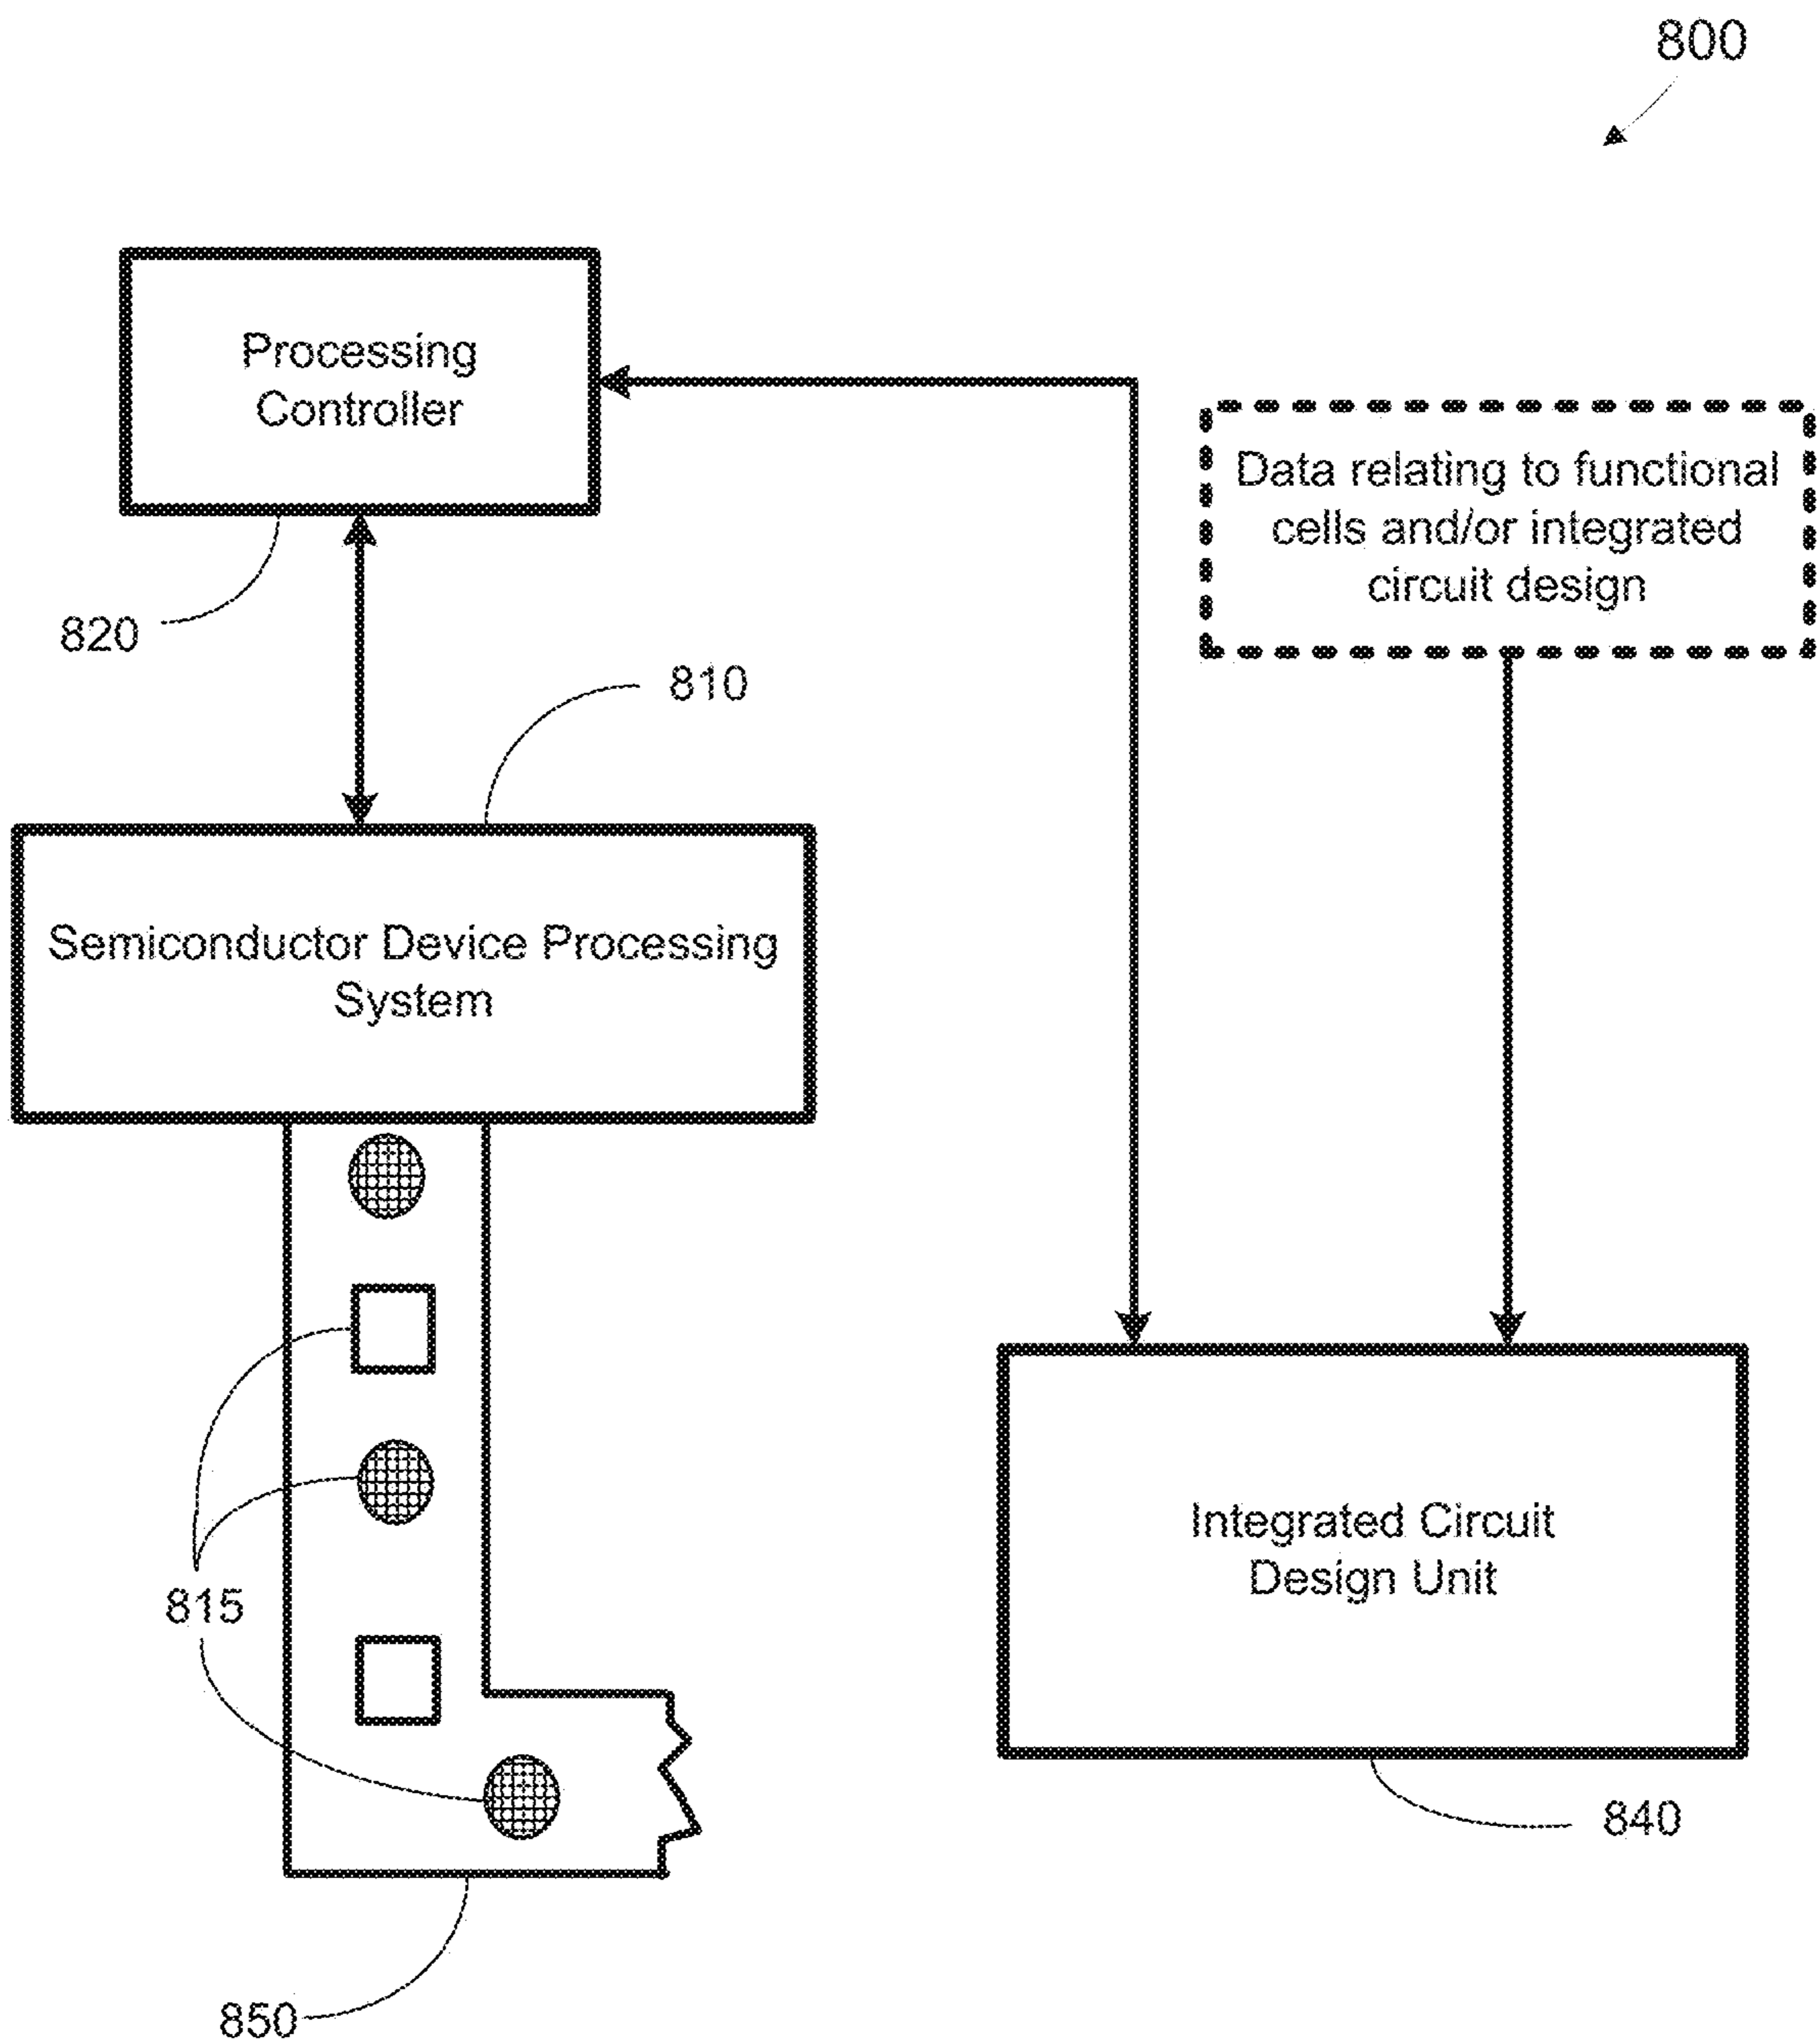 800
Processing
Controller
Data relating to functional
cells and/or integrated
circuit design
820
810
Semiconductor Device Processing
System
Integrated Circuit
Design Unit
815
840
850